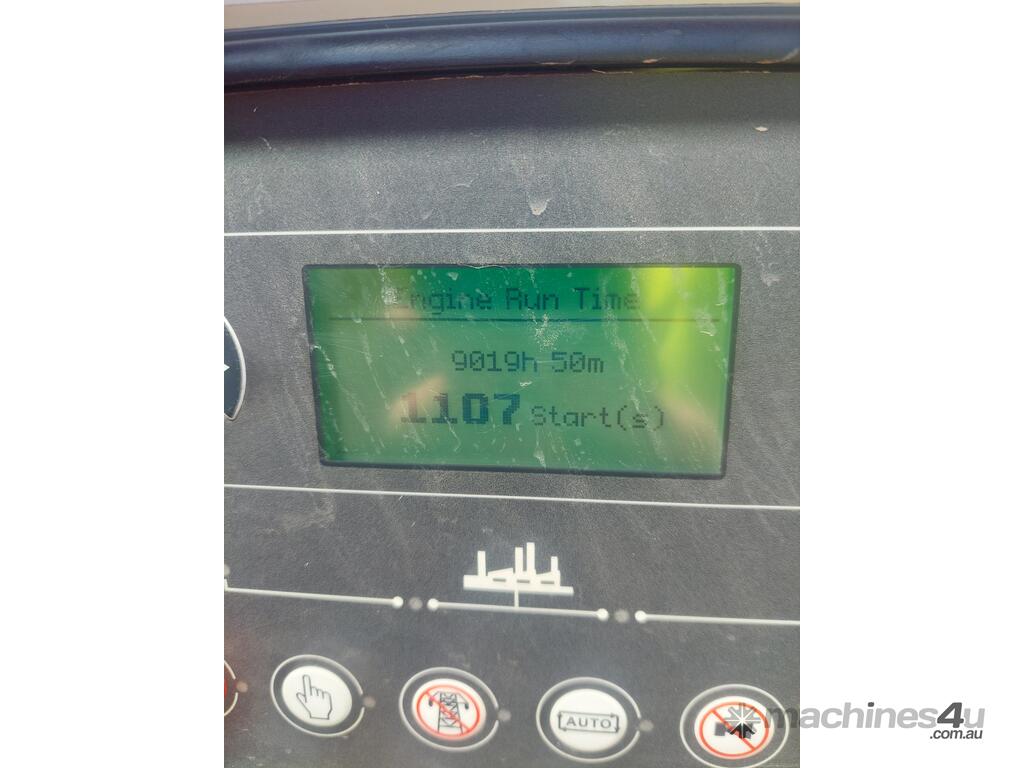 Engine Run Time
9019h 50m
1107 Start(s)
AUTO
machines4u
.com.au